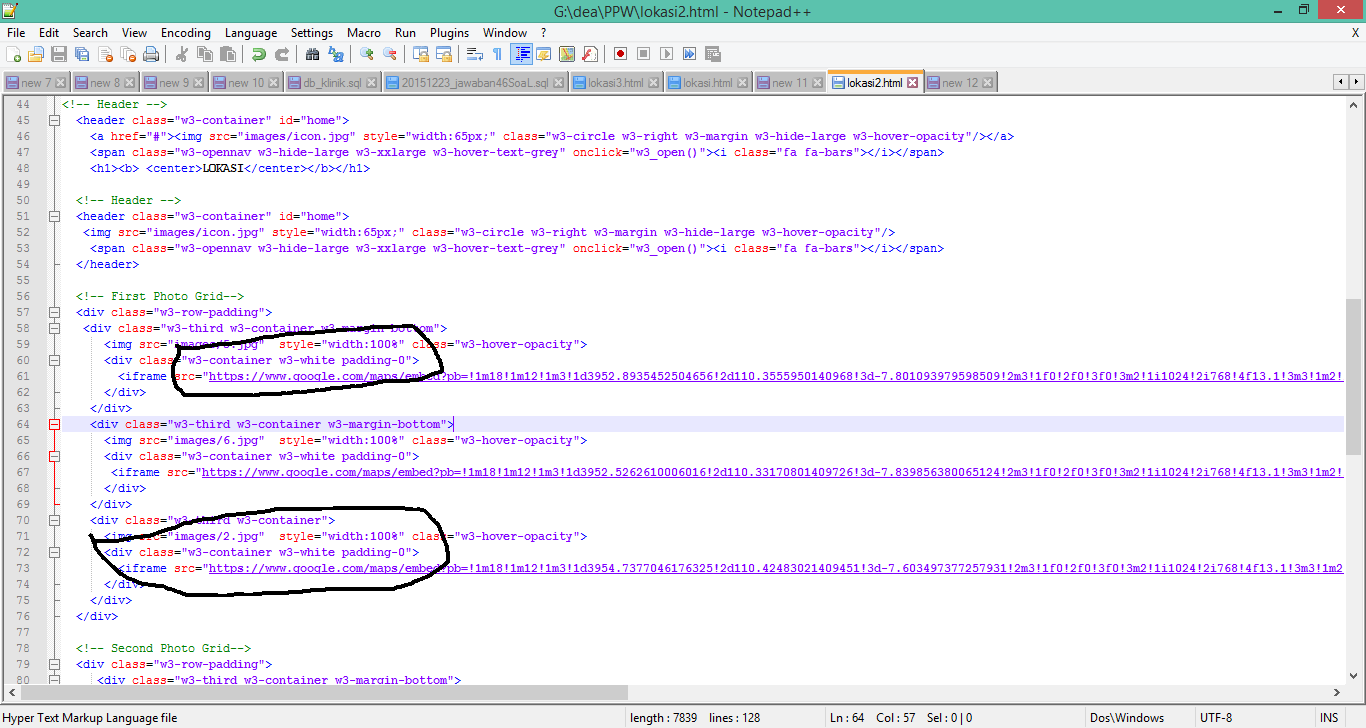 G:\dea\PPW\lokasi2.html - Notepad++
File Edit Search View Encoding Language Settings Macro Run Plugins Window ? X
new 7 new 8 new 9 new 10 db_klinik.sql 20151223_jawaban46SoaL.sql lokasi3.html lokasi.html new 11 lokasi2.html new 12
44 <!-- Header -->
45 <header class="w3-container" id="home">
46 <a href="#"><img src="images/icon.jpg" style="width:65px;" class="w3-circle w3-right w3-margin w3-hide-large w3-hover-opacity"/></a>
47 <span class="w3-opennav w3-hide-large w3-xxlarge w3-hover-text-grey" onclick="w3_open()"><i class="fa fa-bars"></i></span>
48 <h1><b> <center>LOKASI</center></b></h1>
49
50 <!-- Header -->
51 <header class="w3-container" id="home">
52 <img src="images/icon.jpg" style="width:65px;" class="w3-circle w3-right w3-margin w3-hide-large w3-hover-opacity"/>
53 <span class="w3-opennav w3-hide-large w3-xxlarge w3-hover-text-grey" onclick="w3_open()"><i class="fa fa-bars"></i></span>
54 </header>
55
56 <!-- First Photo Grid-->
57 <div class="w3-row-padding">
58 <div class="w3-third w3-container w3-margin-bottom">
59 <img src="images/5.jpg" style="width:100%" class="w3-hover-opacity">
60 <div class="w3-container w3-white padding-0">
61 <iframe src="https://www.google.com/maps/embed?pb=!1m18!1m12!1m3!1d3952.8935452504656!2d110.3555950140968!3d-7.801093979598509!2m3!1f0!2f0!3f0!3m2!1i1024!2i768!4f13.1!3m3!1m2!
62 </div>
63 </div>
64 <div class="w3-third w3-container w3-margin-bottom">
65 <img src="images/6.jpg" style="width:100%" class="w3-hover-opacity">
66 <div class="w3-container w3-white padding-0">
67 <iframe src="https://www.google.com/maps/embed?pb=!1m18!1m12!1m3!1d3952.5262610006016!2d110.33170801409726!3d-7.839856380065124!2m3!1f0!2f0!3f0!3m2!1i1024!2i768!4f13.1!3m3!1m2!
68 </div>
69 </div>
70 <div class="w3-third w3-container">
71 <img src="images/2.jpg" style="width:100%" class="w3-hover-opacity">
72 <div class="w3-container w3-white padding-0">
73 <iframe src="https://www.google.com/maps/embed?pb=!1m18!1m12!1m3!1d3954.7377046176325!2d110.42483021409451!3d-7.603497377257931!2m3!1f0!2f0!3f0!3m2!1i1024!2i768!4f13.1!3m3!1m2
74 </div>
75 </div>
76 </div>
77
78 <!-- Second Photo Grid-->
79 <div class="w3-row-padding">
80 <div class="w3-third w3-container w3-margin-bottom">
Hyper Text Markup Language file length : 7839 lines : 128 Ln : 64 Col : 57 Sel : 0 | 0 Dos\Windows UTF-8 INS